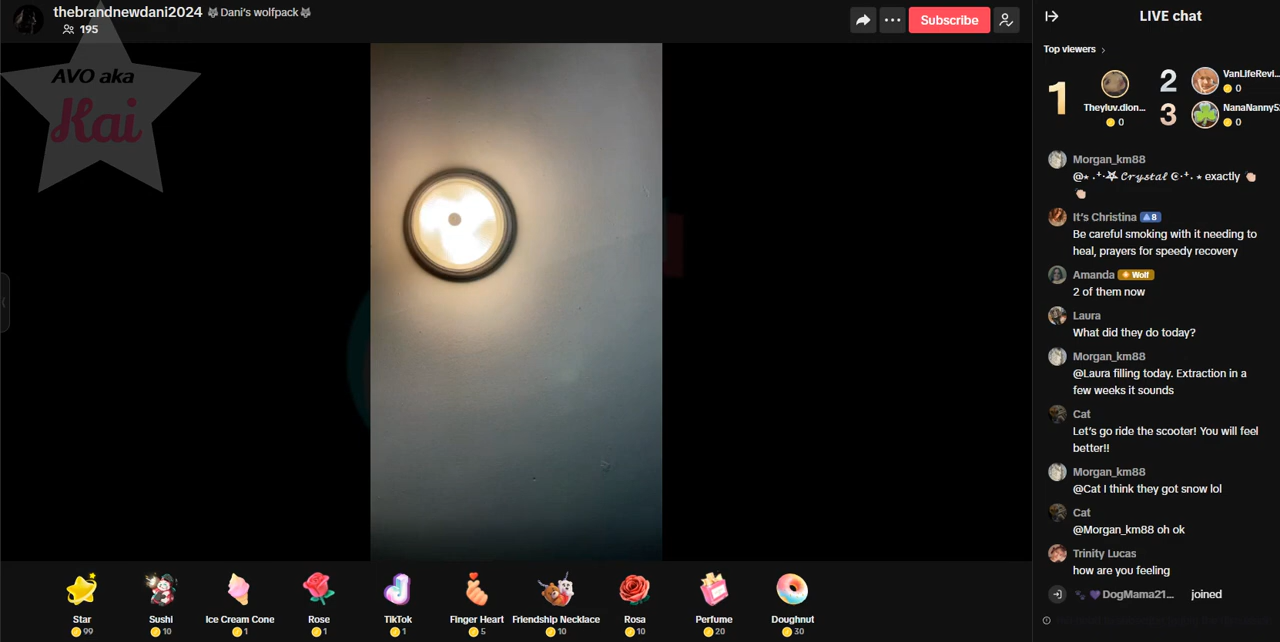 thebrandnewdani2024 🐺Dani's wolfpack🐺
195
Subscribe
AVO aka
Kai
LIVE chat
Top viewers
1
Theyluv.dion...
0
2
VanLifeRevi...
0
3
0
Morgan_km88
@⋆ .⁺‧⛧ 𝓒𝓻𝔂𝓼𝓽𝓪𝓵 ☪‧⁺. ⋆ exactly 👏🏻
👏🏻
It's Christina 8
Be careful smoking with it needing to
heal, prayers for speedy recovery
Amanda Wolf
2 of them now
Laura
What did they do today?
Morgan_km88
@Laura filling today. Extraction in a
few weeks it sounds
Cat
Let's go ride the scooter! You will feel
better!!
Morgan_km88
@Cat I think they got snow lol
Cat
@Morgan_km88 oh ok
Trinity Lucas
how are you feeling
🐾💜DogMama21... joined
Star
99
Sushi
10
Ice Cream Cone
1
Rose
1
TikTok
1
Finger Heart
5
Friendship Necklace
10
Rosa
10
Perfume
20
Doughnut
30